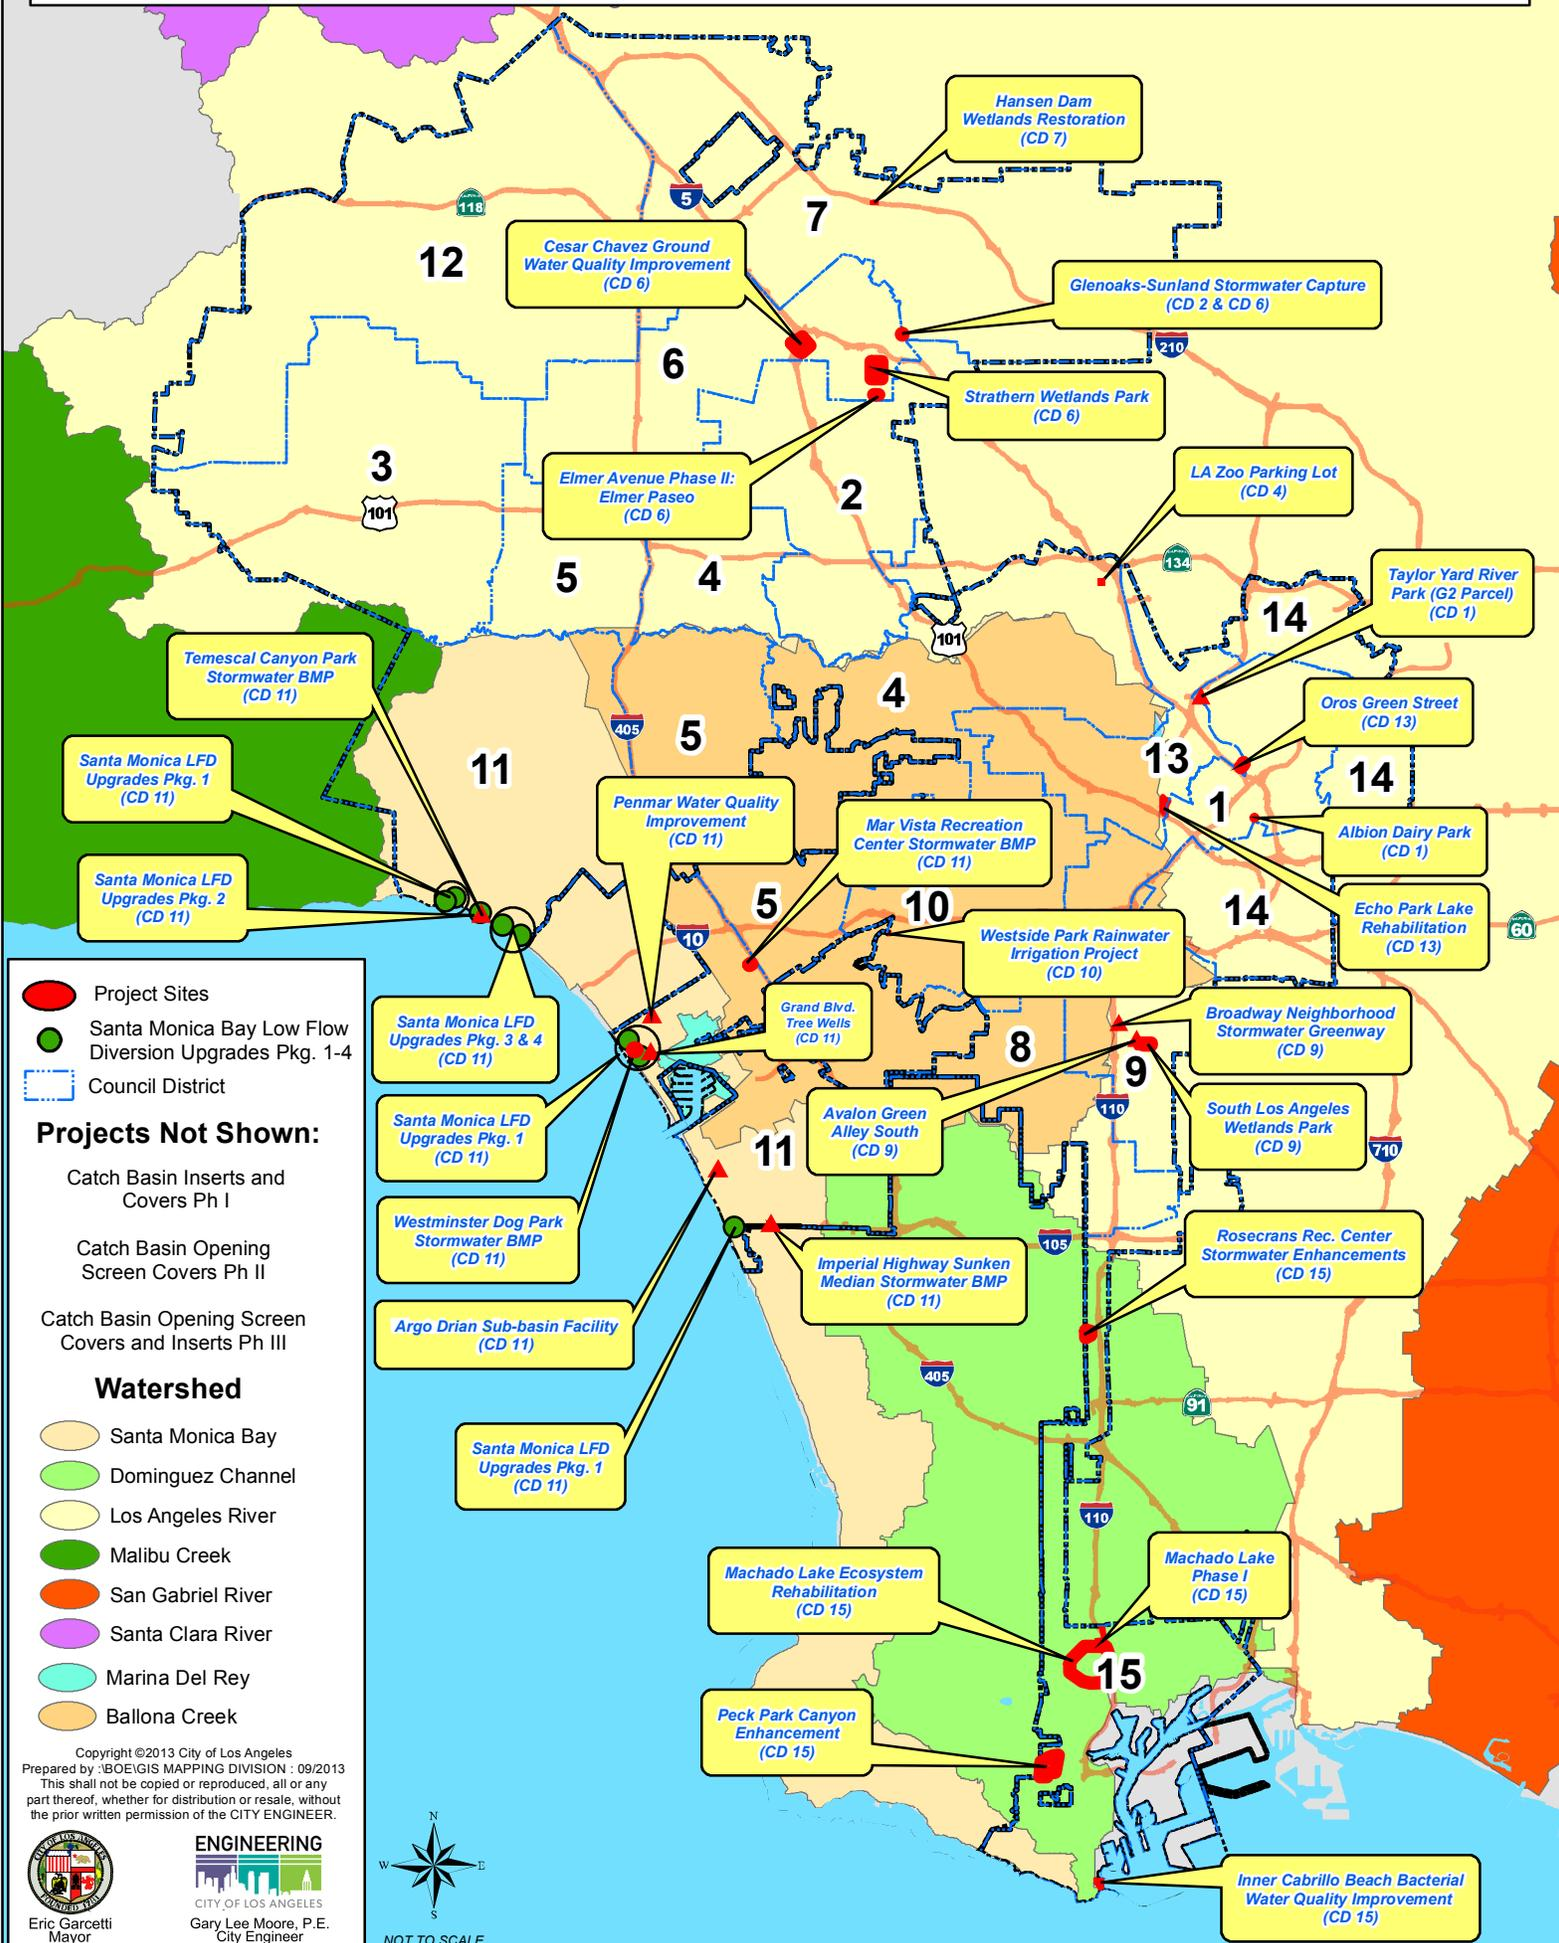 Hansen Dam
Wetlands Restoration
(CD 7)
5
118
7
12
Cesar Chavez Ground
Water Quality Improvement
(CD 6)
Glenoaks-Sunland Stormwater Capture
(CD 2 & CD 6)
210
6
Strathern Wetlands Park
(CD 6)
3
101
Elmer Avenue Phase II:
Elmer Paseo
(CD 6)
2
LA Zoo Parking Lot
(CD 4)
134
5
4
Taylor Yard River
Park (G2 Parcel)
(CD 1)
14
101
Temescal Canyon Park
Stormwater BMP
(CD 11)
4
Oros Green Street
(CD 13)
405
5
11
13
14
1
Santa Monica LFD
Upgrades Pkg. 1
(CD 11)
Penmar Water Quality
Improvement
(CD 11)
Mar Vista Recreation
Center Stormwater BMP
(CD 11)
Albion Dairy Park
(CD 1)
Santa Monica LFD
Upgrades Pkg. 2
(CD 11)
5
10
14
Echo Park Lake
Rehabilitation
(CD 13)
60
10
Westside Park Rainwater
Irrigation Project
(CD 10)
Project Sites
Santa Monica Bay Low Flow
Diversion Upgrades Pkg. 1-4
Council District
Santa Monica LFD
Upgrades Pkg. 3 & 4
(CD 11)
Grand Blvd.
Tree Wells
(CD 11)
8
Broadway Neighborhood
Stormwater Greenway
(CD 9)
9
110
Projects Not Shown:
Catch Basin Inserts and
Covers Ph I
Catch Basin Opening
Screen Covers Ph II
Catch Basin Opening Screen
Covers and Inserts Ph III
Santa Monica LFD
Upgrades Pkg. 1
(CD 11)
Avalon Green
Alley South
(CD 9)
South Los Angeles
Wetlands Park
(CD 9)
710
11
Westminster Dog Park
Stormwater BMP
(CD 11)
105
Rosecrans Rec. Center
Stormwater Enhancements
(CD 15)
Imperial Highway Sunken
Median Stormwater BMP
(CD 11)
Argo Drian Sub-basin Facility
(CD 11)
405
91
Santa Monica LFD
Upgrades Pkg. 1
(CD 11)
110
Watershed
Santa Monica Bay
Dominguez Channel
Los Angeles River
Malibu Creek
San Gabriel River
Santa Clara River
Marina Del Rey
Ballona Creek
Machado Lake Ecosystem
Rehabilitation
(CD 15)
Machado Lake
Phase I
(CD 15)
15
Peck Park Canyon
Enhancement
(CD 15)
Inner Cabrillo Beach Bacterial
Water Quality Improvement
(CD 15)
Copyright ©2013 City of Los Angeles
Prepared by :\BOE\GIS MAPPING DIVISION : 09/2013
This shall not be copied or reproduced, all or any
part thereof, whether for distribution or resale, without
the prior written permission of the CITY ENGINEER.
CITY OF LOS ANGELES
FOUNDED 1781
Eric Garcetti
Mayor
ENGINEERING
CITY OF LOS ANGELES
Gary Lee Moore, P.E.
City Engineer
N
W
E
S
NOT TO SCALE